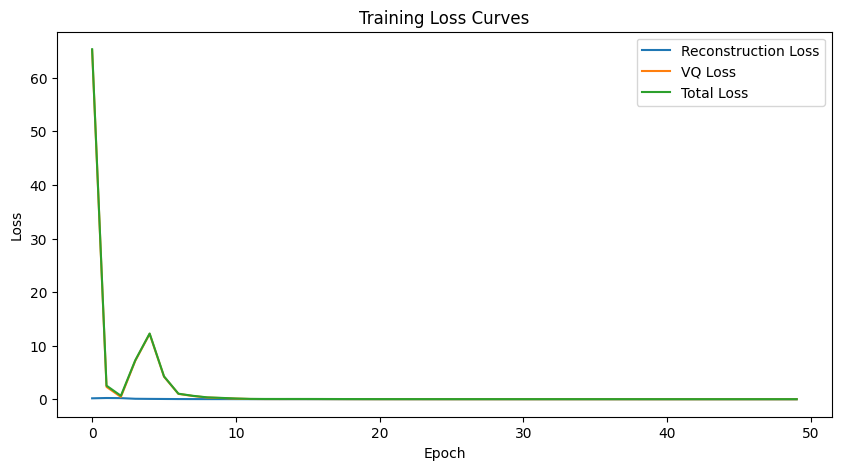 Training Loss Curves
Reconstruction Loss
VQ Loss
Total Loss
60
50
40
30
20
10
0
Loss
0 10 20 30 40 50
Epoch